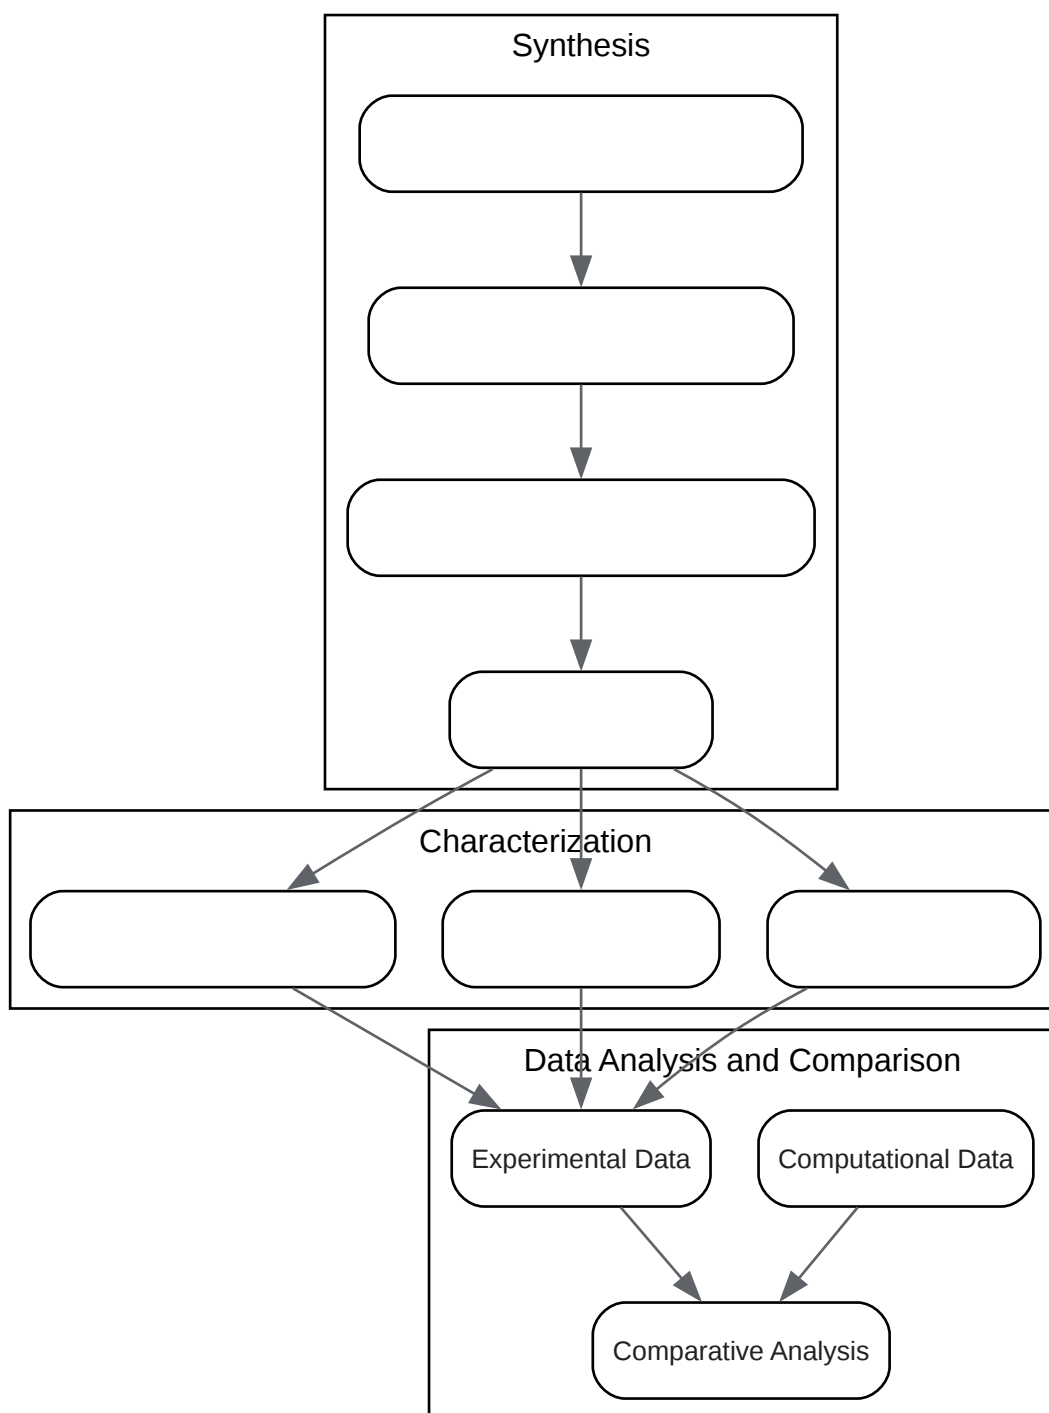 Synthesis
Characterization
Data Analysis and Comparison
Experimental Data
Computational Data
Comparative Analysis